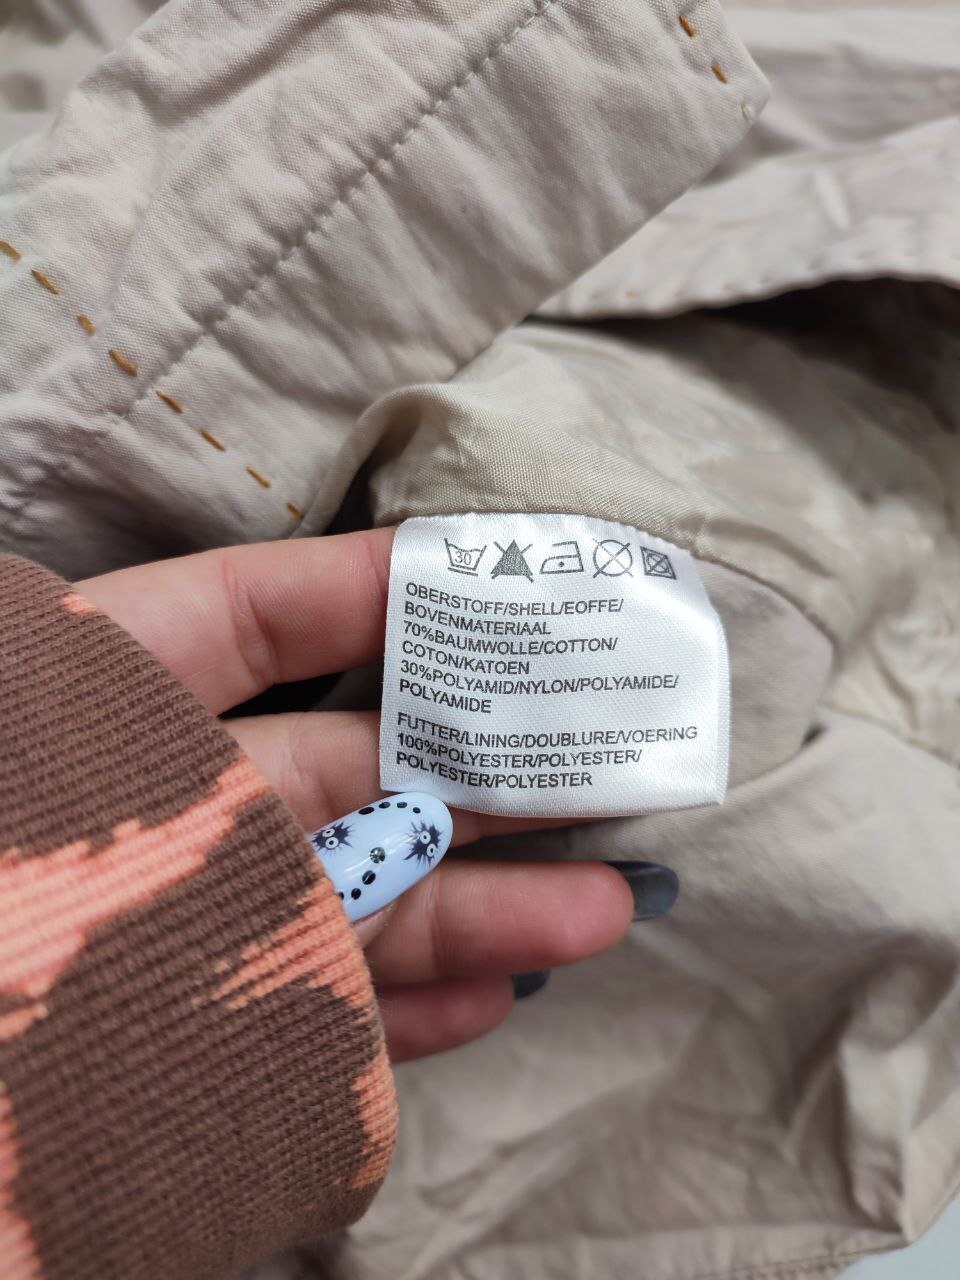 30
OBERSTOFF/SHELL/EOFFE/
BOVENMATERIAAL
70%BAUMWOLLE/COTTON/
COTON/KATOEN
30%POLYAMID/NYLON/POLYAMIDE/
POLYAMIDE
FUTTER/LINING/DOUBLURE/VOERING
100%POLYESTER/POLYESTER/
POLYESTER/POLYESTER